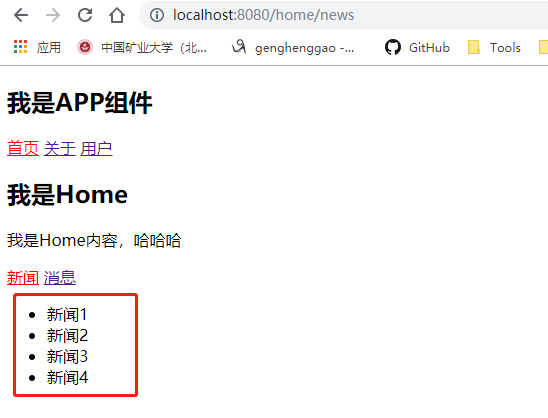 localhost:8080/home/news
应用 中国矿业大学（北... genghenggao -... GitHub Tools
我是APP组件
首页 关于 用户
我是Home
我是Home内容，哈哈哈
新闻 消息
新闻1
新闻2
新闻3
新闻4